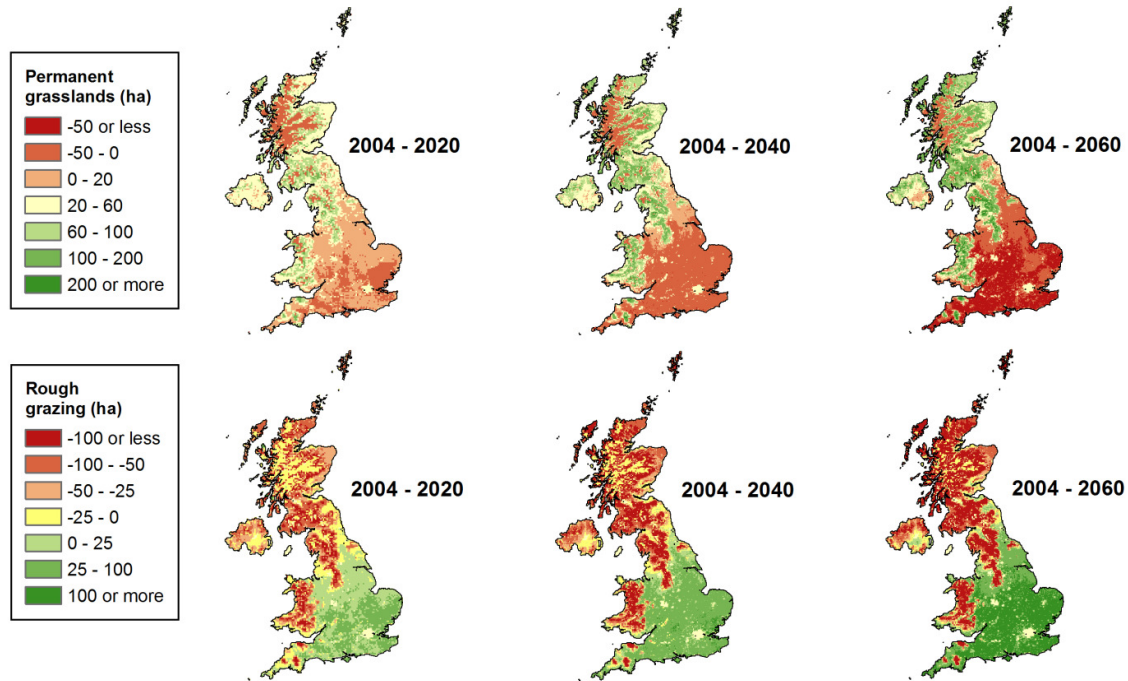 Permanent
grasslands (ha)
-50 or less
-50 - 0
0 - 20
20 - 60
60 - 100
100 - 200
200 or more
2004 - 2020
2004 - 2040
2004 - 2060
Rough
grazing (ha)
-100 or less
-100 - -50
-50 - -25
-25 - 0
0 - 25
25 - 100
100 or more
2004 - 2020
2004 - 2040
2004 - 2060